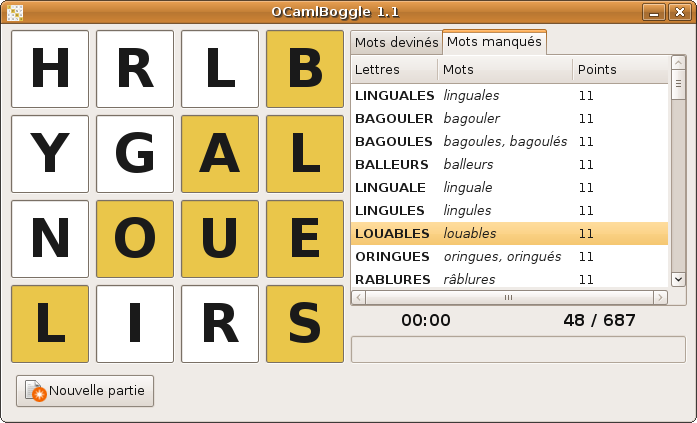 OCamlBoggle 1.1
H R L B
Y G A L
N O U E
L I R S
Mots devinés Mots manqués
Lettres Mots Points
LINGUALES linguales 11
BAGOULER bagouler 11
BAGOULES bagoules, bagoulés 11
BALLEURS balleurs 11
LINGUALE linguale 11
LINGULES lingules 11
LOUABLES louables 11
ORINGUES oringues, oringués 11
RABLURES râblures 11
00:00 48 / 687
Nouvelle partie